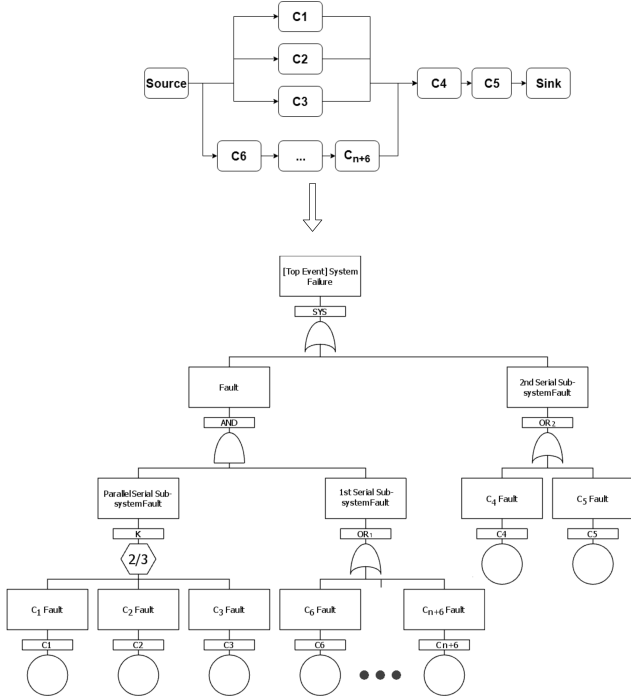 C1
C2
Source
C4
C5
Sink
C3
C6
...
Cn+6
[Top Event] System
Failure
SYS
Fault
2nd Serial Sub-
systemFault
AND
OR2
ParallelSerial Sub-
systemFault
1st Serial Sub-
systemFault
C4 Fault
C5 Fault
K
OR1
C4
C5
2/3
C1 Fault
C2 Fault
C3 Fault
C6 Fault
Cn+6 Fault
C1
C2
C3
C6
Cn+6